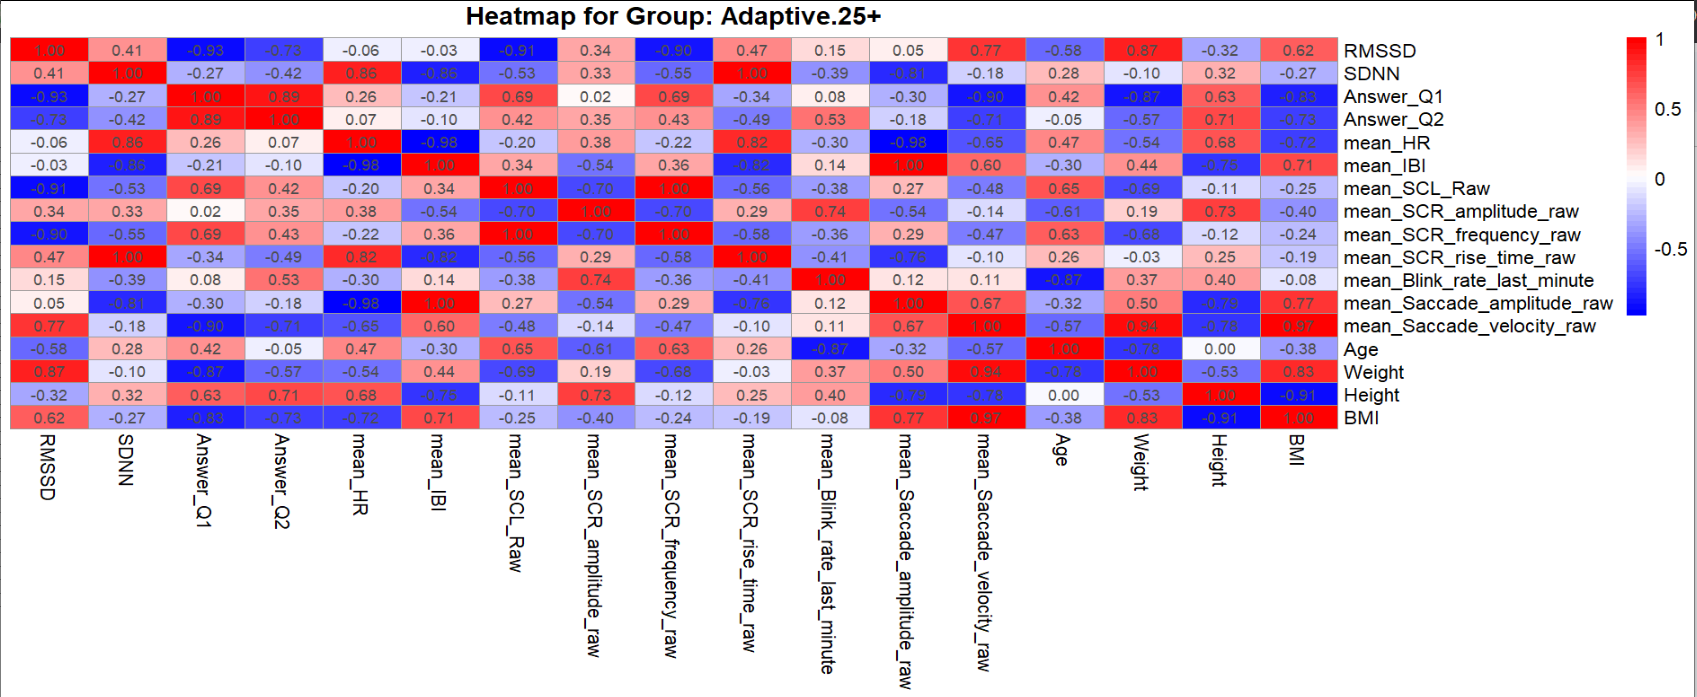 Heatmap for Group: Adaptive.25+
1.00 0.41 -0.93 -0.73 -0.06 -0.03 -0.91 0.34 -0.90 0.47 0.15 0.05 0.77 -0.58 0.87 -0.32 0.62 RMSSD 1
0.41 1.00 -0.27 -0.42 0.86 -0.86 -0.53 0.33 -0.55 1.00 -0.39 -0.81 -0.18 0.28 -0.10 0.32 -0.27 SDNN
-0.93 -0.27 1.00 0.89 0.26 -0.21 0.69 0.02 0.69 -0.34 0.08 -0.30 -0.90 0.42 -0.87 0.63 -0.83 Answer_Q1 0.5
-0.73 -0.42 0.89 1.00 0.07 -0.10 0.42 0.35 0.43 -0.49 0.53 -0.18 -0.71 -0.05 -0.57 0.71 -0.73 Answer_Q2
-0.06 0.86 0.26 0.07 1.00 -0.98 -0.20 0.38 -0.22 0.82 -0.30 -0.98 -0.65 0.47 -0.54 0.68 -0.72 mean_HR
-0.03 -0.86 -0.21 -0.10 -0.98 1.00 0.34 -0.54 0.36 -0.82 0.14 1.00 0.60 -0.30 0.44 -0.75 0.71 mean_IBI 0
-0.91 -0.53 0.69 0.42 -0.20 0.34 1.00 -0.70 1.00 -0.56 -0.38 0.27 -0.48 0.65 -0.69 -0.11 -0.25 mean_SCL_Raw
0.34 0.33 0.02 0.35 0.38 -0.54 -0.70 1.00 -0.70 0.29 0.74 -0.54 -0.14 -0.61 0.19 0.73 -0.40 mean_SCR_amplitude_raw
-0.90 -0.55 0.69 0.43 -0.22 0.36 1.00 -0.70 1.00 -0.58 -0.36 0.29 -0.47 0.63 -0.68 -0.12 -0.24 mean_SCR_frequency_raw -0.5
0.47 1.00 -0.34 -0.49 0.82 -0.82 -0.56 0.29 -0.58 1.00 -0.41 -0.76 -0.10 0.26 -0.03 0.25 -0.19 mean_SCR_rise_time_raw
0.15 -0.39 0.08 0.53 -0.30 0.14 -0.38 0.74 -0.36 -0.41 1.00 0.12 0.11 -0.87 0.37 0.40 -0.08 mean_Blink_rate_last_minute
0.05 -0.81 -0.30 -0.18 -0.98 1.00 0.27 -0.54 0.29 -0.76 0.12 1.00 0.67 -0.32 0.50 -0.79 0.77 mean_Saccade_amplitude_raw
0.77 -0.18 -0.90 -0.71 -0.65 0.60 -0.48 -0.14 -0.47 -0.10 0.11 0.67 1.00 -0.57 0.94 -0.76 0.97 mean_Saccade_velocity_raw
-0.58 0.28 0.42 -0.05 0.47 -0.30 0.65 -0.61 0.63 0.26 -0.87 -0.32 -0.57 1.00 -0.76 0.00 -0.38 Age
0.87 -0.10 -0.87 -0.57 -0.54 0.44 -0.69 0.19 -0.68 -0.03 0.37 0.50 0.94 -0.76 1.00 -0.53 0.83 Weight
-0.32 0.32 0.63 0.71 0.68 -0.75 -0.11 0.73 -0.12 0.25 0.40 -0.79 -0.76 0.00 -0.53 1.00 -0.91 Height
0.62 -0.27 -0.83 -0.73 -0.72 0.71 -0.25 -0.40 -0.24 -0.19 -0.08 0.77 0.97 -0.38 0.83 -0.91 1.00 BMI
RMSSD
SDNN
Answer_Q1
Answer_Q2
mean_HR
mean_IBI
mean_SCL_Raw
mean_SCR_amplitude_raw
mean_SCR_frequency_raw
mean_SCR_rise_time_raw
mean_Blink_rate_last_minute
mean_Saccade_amplitude_raw
mean_Saccade_velocity_raw
Age
Weight
Height
BMI